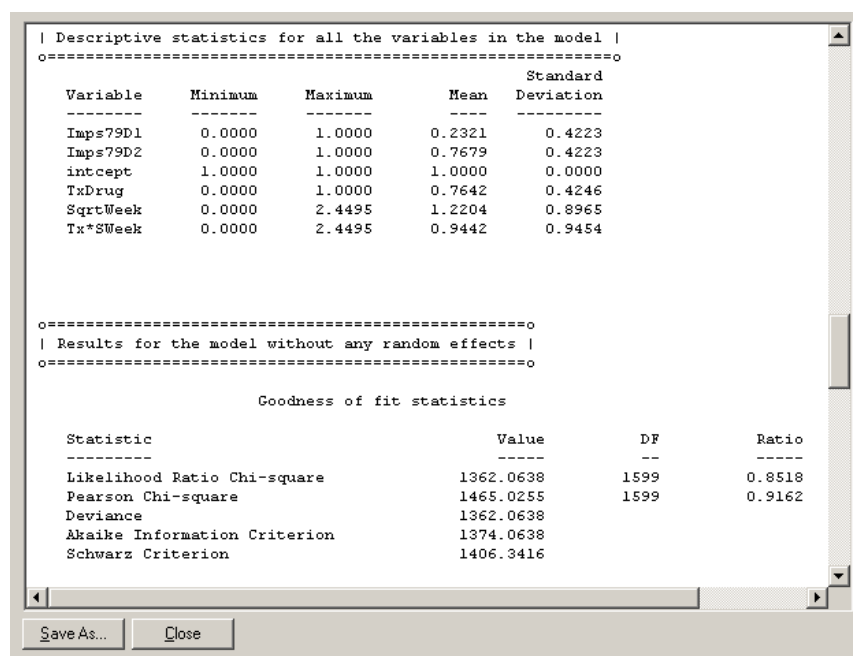 | Descriptive statistics for all the variables in the model |
o===========================================================o
Standard
Variable Minimum Maximum Mean Deviation
-------- ------- ------- ---- ---------
Imps79D1 0.0000 1.0000 0.2321 0.4223
Imps79D2 0.0000 1.0000 0.7679 0.4223
intcept 1.0000 1.0000 1.0000 0.0000
TxDrug 0.0000 1.0000 0.7642 0.4246
SqrtWeek 0.0000 2.4495 1.2204 0.8965
Tx*SWeek 0.0000 2.4495 0.9442 0.9454
o==================================================o
| Results for the model without any random effects |
o==================================================o
Goodness of fit statistics
Statistic Value DF Ratio
--------- ----- -- -----
Likelihood Ratio Chi-square 1362.0638 1599 0.8518
Pearson Chi-square 1465.0255 1599 0.9162
Deviance 1362.0638
Akaike Information Criterion 1374.0638
Schwarz Criterion 1406.3416
Save As... Close